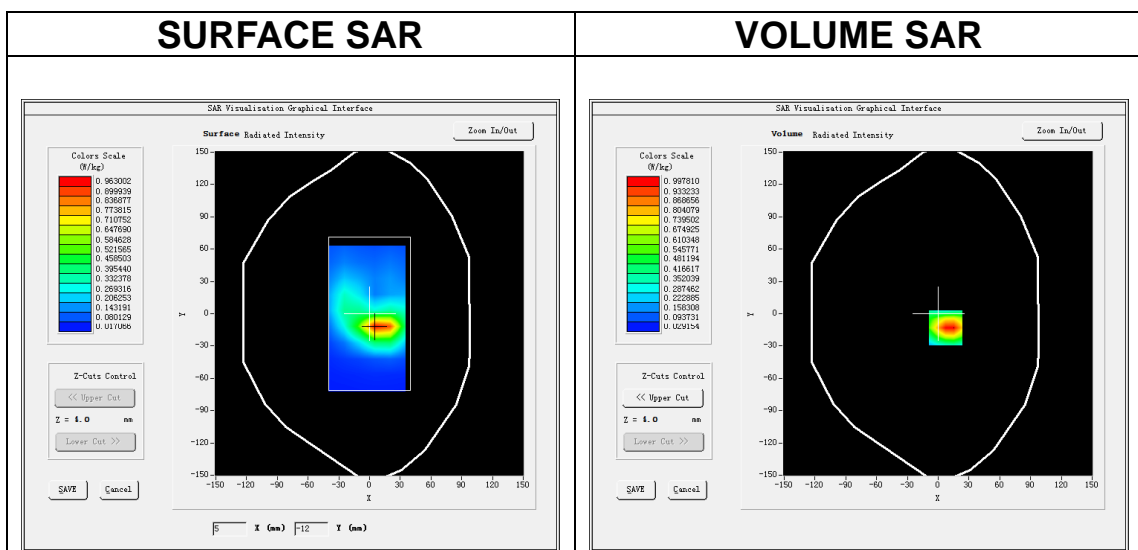 SURFACE SAR
VOLUME SAR
SAR Visualisation Graphical Interface
Surface Radiated Intensity
Zoom In/Out
Colors Scale
(W/kg)
0.963002
0.899939
0.836877
0.773815
0.710752
0.647690
0.584628
0.521565
0.458503
0.395440
0.332378
0.269316
0.206253
0.143191
0.080129
0.017066
150
120
90
60
30
0
-30
-60
-90
-120
-150
Y
-150 -120 -90 -60 -30 0 30 60 90 120 150
X
Z-Cuts Control
<< Upper Cut
Z = 4.0 mm
Lower Cut >>
SAVE Cancel
5 X (mm) -12 Y (mm)
SAR Visualisation Graphical Interface
Volume Radiated Intensity
Zoom In/Out
Colors Scale
(W/kg)
0.997810
0.933233
0.868656
0.804079
0.739502
0.674925
0.610348
0.545771
0.481194
0.416617
0.352039
0.287462
0.222885
0.158308
0.093731
0.029154
150
120
90
60
30
0
-30
-60
-90
-120
-150
Y
-150 -120 -90 -60 -30 0 30 60 90 120 150
X
Z-Cuts Control
<< Upper Cut
Z = 4.0 mm
Lower Cut >>
SAVE Cancel